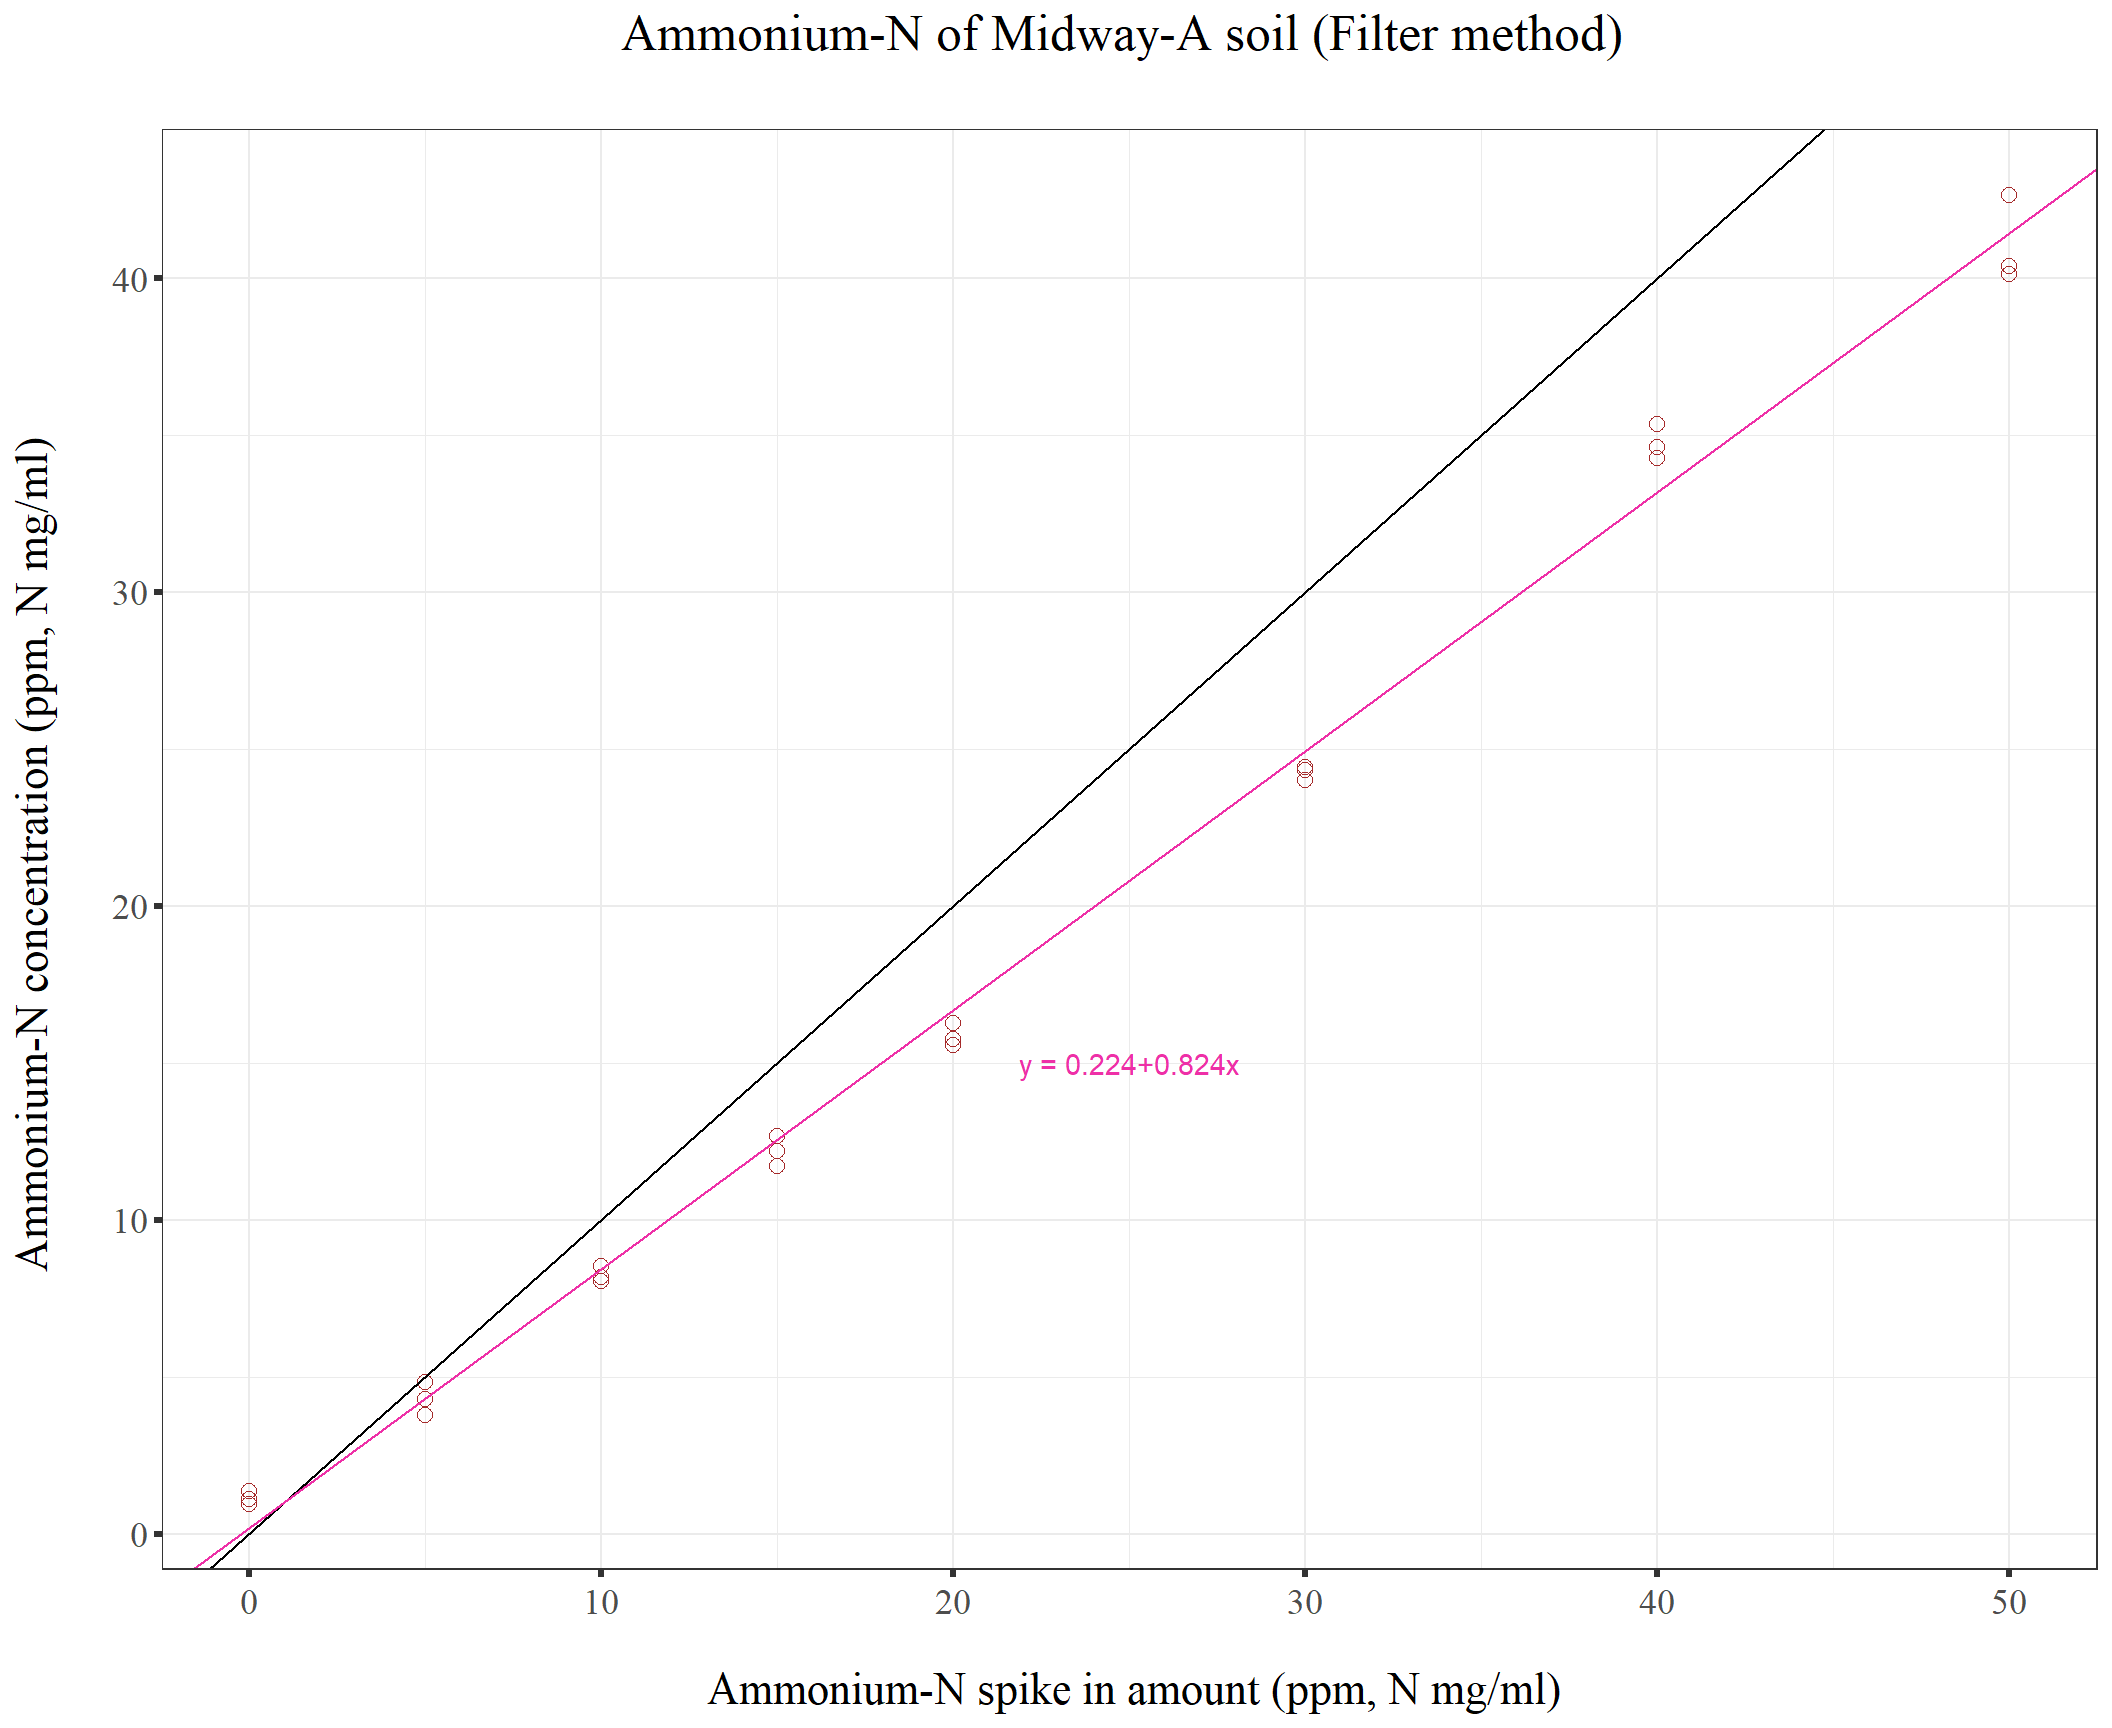 Ammonium-N of Midway-A soil (Filter method)
Ammonium-N concentration (ppm, N mg/ml)
40
30
20
10
0
y = 0.224+0.824x
0 10 20 30 40 50
Ammonium-N spike in amount (ppm, N mg/ml)